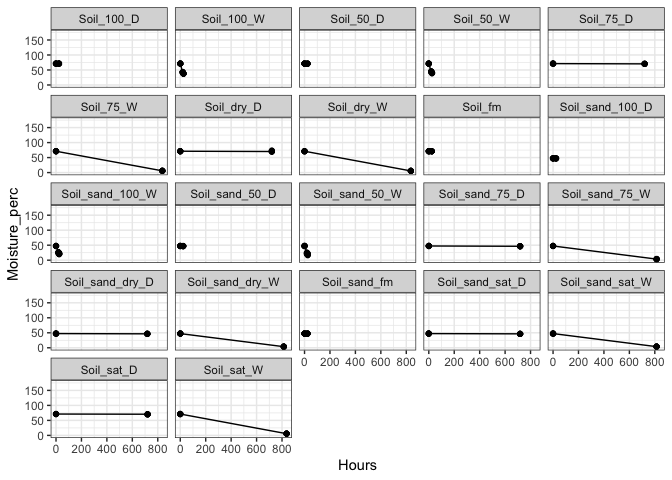 Soil_100_D Soil_100_W Soil_50_D Soil_50_W Soil_75_D
150
100
50
0
Soil_75_W Soil_dry_D Soil_dry_W Soil_fm Soil_sand_100_D
150
100
50
0
Soil_sand_100_W Soil_sand_50_D Soil_sand_50_W Soil_sand_75_D Soil_sand_75_W
150
100
50
0
Moisture_perc
Soil_sand_dry_D Soil_sand_dry_W Soil_sand_fm Soil_sand_sat_D Soil_sand_sat_W
150
100
50
0
0 200 400 600 800 0 200 400 600 800 0 200 400 600 800
Soil_sat_D Soil_sat_W
150
100
50
0
0 200 400 600 800 0 200 400 600 800
Hours